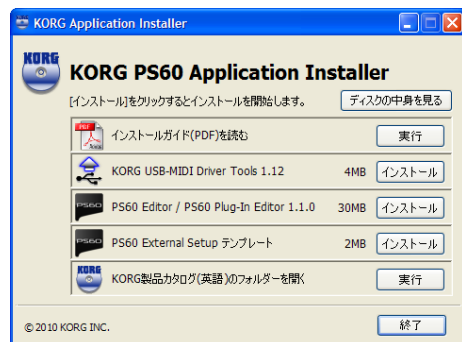 KORG Application Installer
KORG
KORG PS60 Application Installer
[インストール]をクリックするとインストールを開始します。 ディスクの中身を見る
PDF
インストールガイド(PDF)を読む 実行
KORG USB-MIDI Driver Tools 1.12 4MB インストール
PS60 PS60 Editor / PS60 Plug-In Editor 1.1.0 30MB インストール
PS60 PS60 External Setup テンプレート 2MB インストール
KORG KORG製品カタログ(英語)のフォルダーを開く 実行
© 2010 KORG INC. 終了